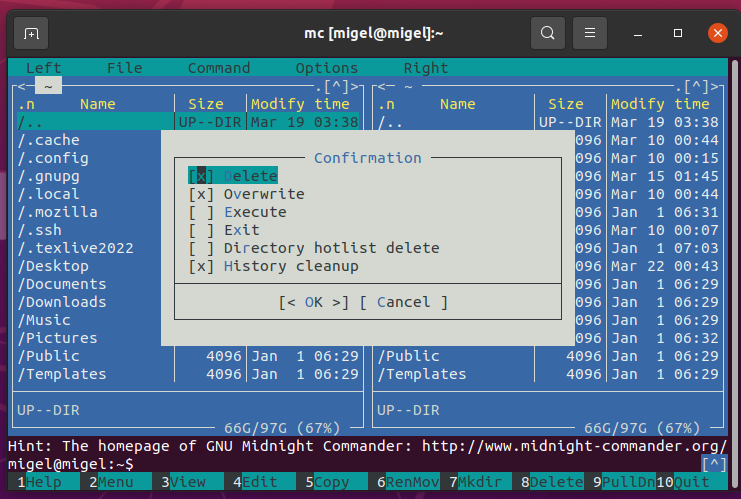 mc [migel@migel]:~
Left File Command Options Right
<─ ~ .[^]> <─ ~ .[^]>
.n Name Size Modify time .n Name Size Modify time
/.. UP--DIR Mar 19 03:38 /.. UP--DIR Mar 19 03:38
/.cache 4096 Mar 10 00:44
/.config Confirmation 4096 Mar 10 00:15
/.gnupg [x] Delete 4096 Mar 15 01:45
/.local [x] Overwrite 4096 Mar 10 00:44
/.mozilla [ ] Execute 096 Jan 1 06:31
/.ssh [ ] Exit 096 Mar 10 00:07
/.texlive2022 [ ] Directory hotlist delete 096 Jan 1 07:03
/Desktop [x] History cleanup 096 Mar 22 00:43
/Documents 096 Jan 1 06:29
/Downloads [< OK >] [ Cancel ] 096 Jan 1 06:29
/Music 096 Jan 1 06:29
/Pictures 096 Jan 1 06:32
/Public 4096 Jan 1 06:29 /Public 4096 Jan 1 06:29
/Templates 4096 Jan 1 06:29 /Templates 4096 Jan 1 06:29
UP--DIR UP--DIR
66G/97G (67%) 66G/97G (67%)
Hint: The homepage of GNU Midnight Commander: http://www.midnight-commander.org/
migel@migel:~$ [^]
1Help 2Menu 3View 4Edit 5Copy 6RenMov 7Mkdir 8Delete 9PullDn 10Quit